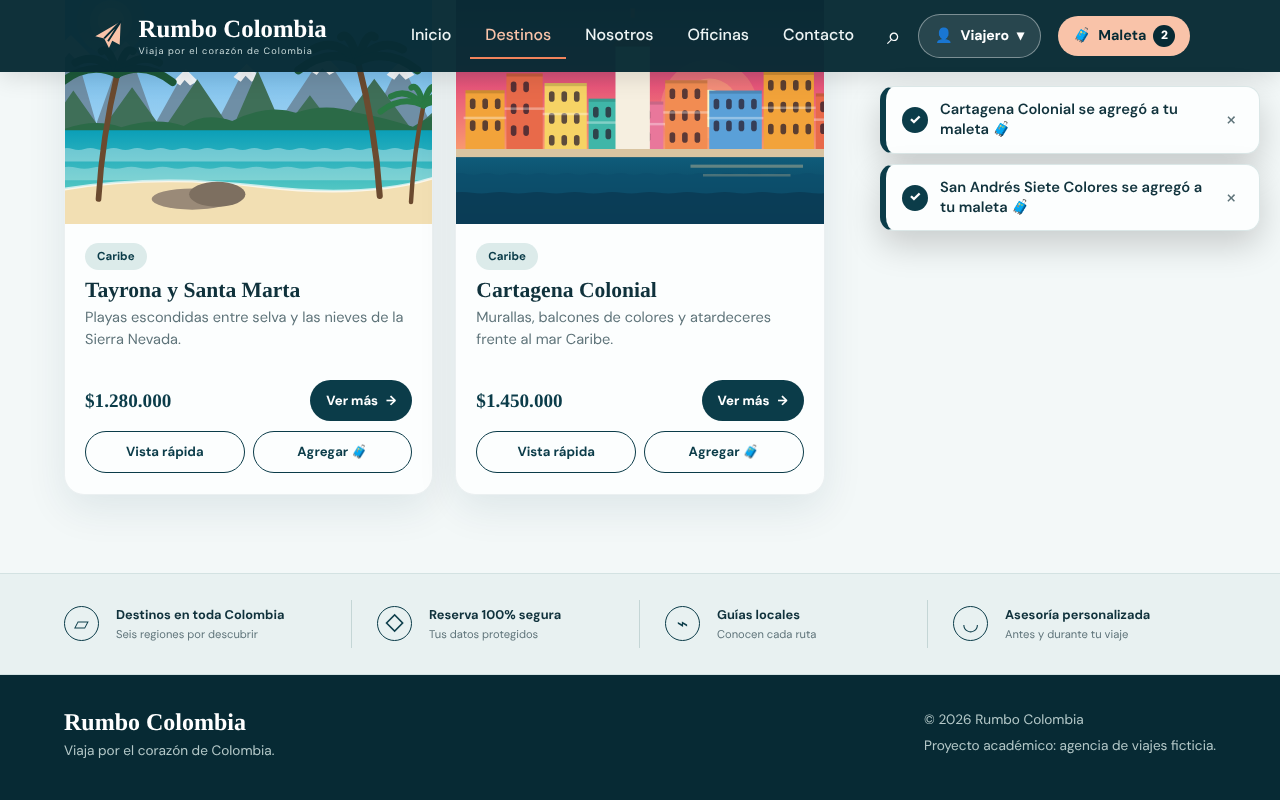 Rumbo Colombia
Viaja por el corazón de Colombia
Inicio
Destinos
Nosotros
Oficinas
Contacto
Viajero ▾
Maleta 2
Cartagena Colonial se agregó a tu
maleta
San Andrés Siete Colores se agregó a
tu maleta
Caribe
Tayrona y Santa Marta
Playas escondidas entre selva y las nieves de la
Sierra Nevada.
$1.280.000
Ver más →
Vista rápida
Agregar
Caribe
Cartagena Colonial
Murallas, balcones de colores y atardeceres
frente al mar Caribe.
$1.450.000
Ver más →
Vista rápida
Agregar
Destinos en toda Colombia
Seis regiones por descubrir
Reserva 100% segura
Tus datos protegidos
Guías locales
Conocen cada ruta
Asesoría personalizada
Antes y durante tu viaje
Rumbo Colombia
Viaja por el corazón de Colombia.
© 2026 Rumbo Colombia
Proyecto académico: agencia de viajes ficticia.